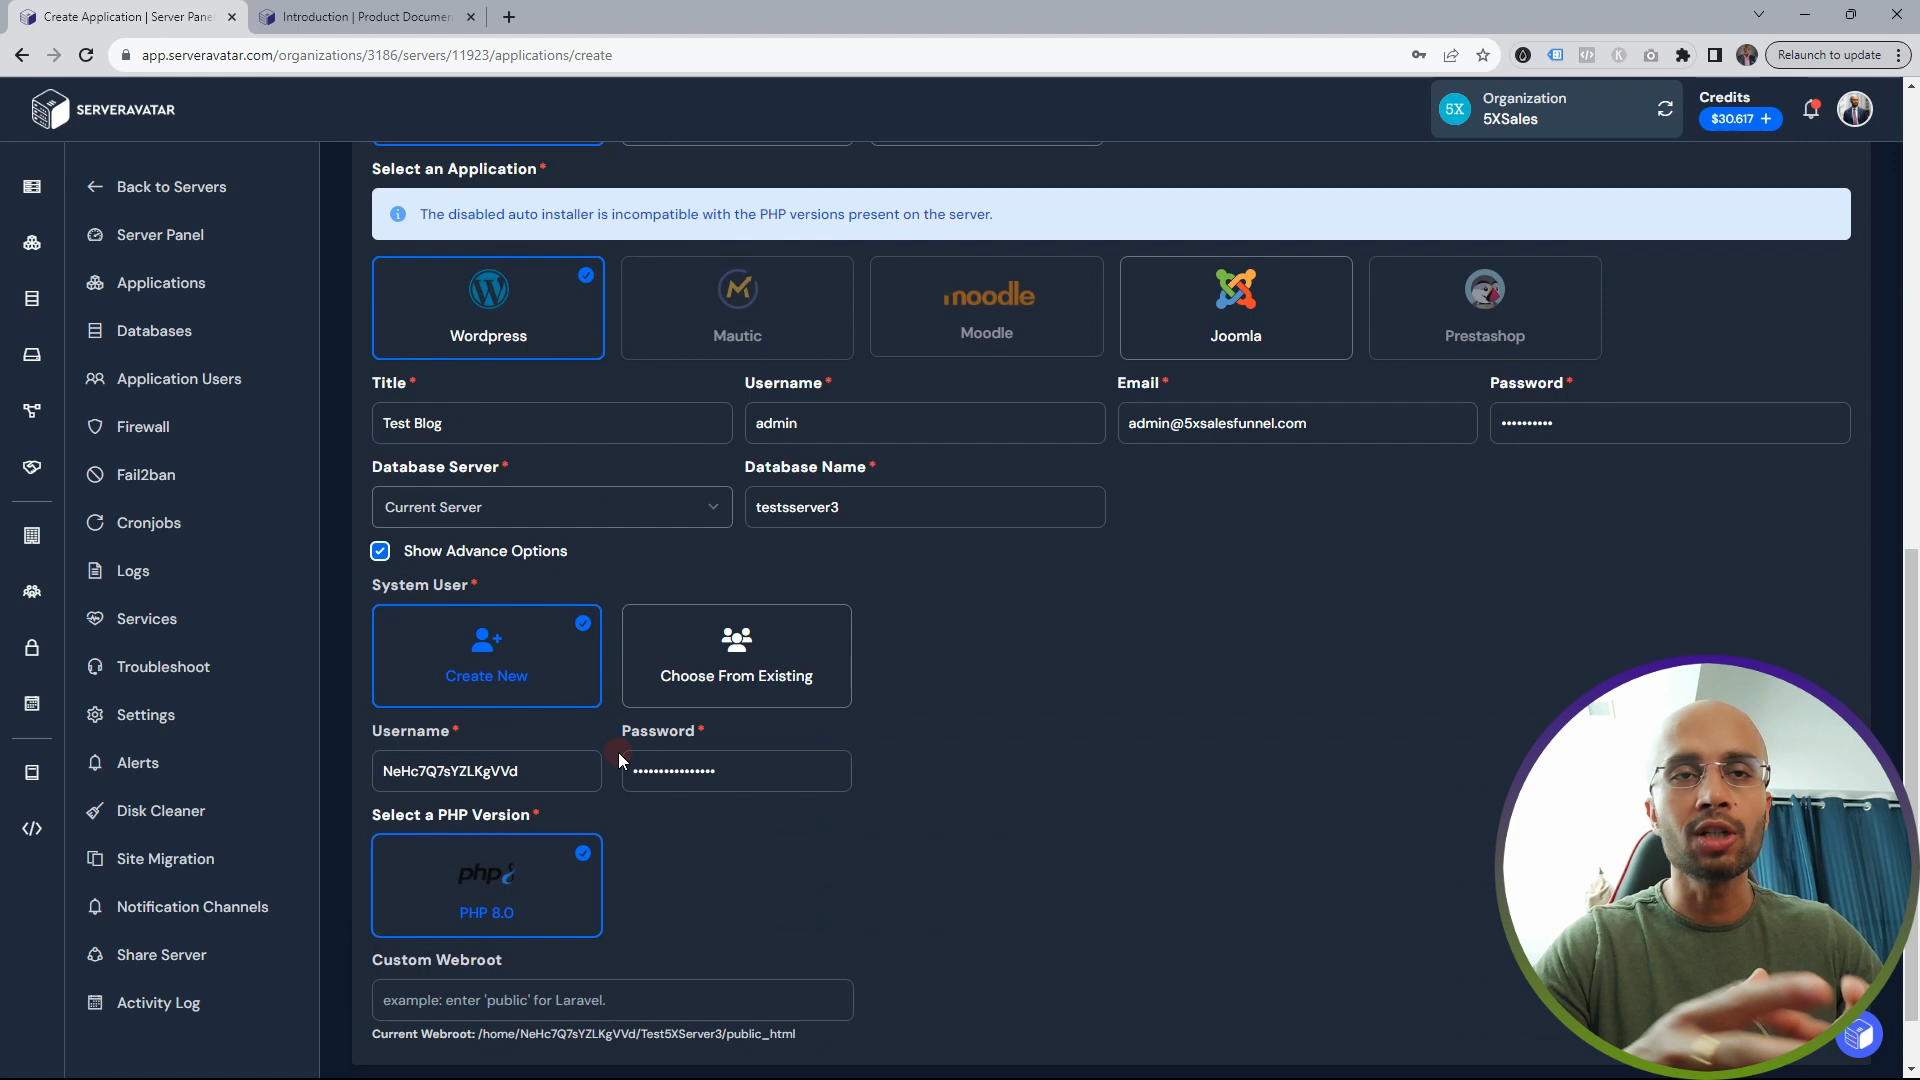 Create Application | Server Pane
Introduction | Product Documen
app.serveravatar.com/organizations/3186/servers/11923/applications/create
Relaunch to update
SERVERAVATAR
5X
Organization
5XSales
Credits
$30.617 +
Back to Servers
Server Panel
Applications
Databases
Application Users
Firewall
Fail2ban
Cronjobs
Logs
Services
Troubleshoot
Settings
Alerts
Disk Cleaner
Site Migration
Notification Channels
Share Server
Activity Log
Select an Application*
The disabled auto installer is incompatible with the PHP versions present on the server.
Wordpress
Mautic
moodle
Moodle
Joomla
Prestashop
Title* Username* Email* Password*
Test Blog admin admin@5xsalesfunnel.com ••••••••••
Database Server* Database Name*
Current Server testsserver3
Show Advance Options
System User*
Create New
Choose From Existing
Username* Password*
NeHc7Q7sYZLKgVVd ••••••••••••••••
Select a PHP Version*
php
PHP 8.0
Custom Webroot
example: enter 'public' for Laravel.
Current Webroot: /home/NeHc7Q7sYZLKgVVd/Test5XServer3/public_html